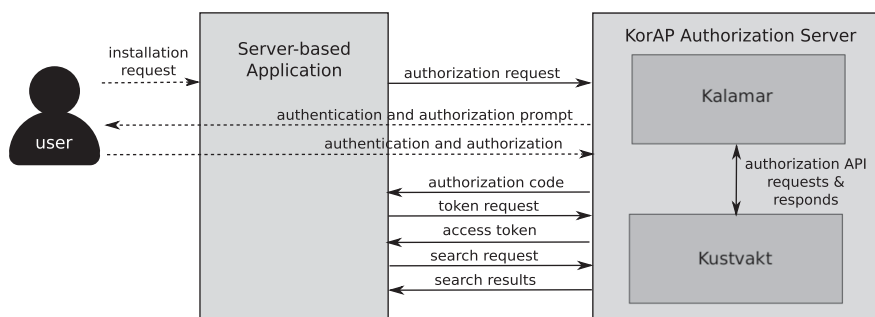 installation
request
user
Server-based
Application
authorization request
authentication and authorization prompt
authentication and authorization
authorization code
token request
access token
search request
search results
KorAP Authorization Server
Kalamar
authorization API
requests &
responds
Kustvakt